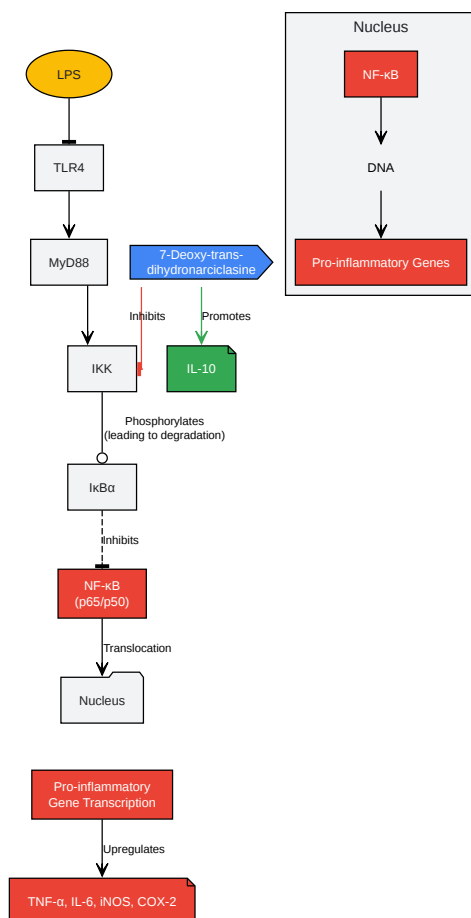 Nucleus
LPS
NF-κB
TLR4
DNA
MyD88
7-Deoxy-trans-
dihydronarciclasine
Pro-inflammatory Genes
Inhibits
Promotes
IKK
IL-10
Phosphorylates
(leading to degradation)
IκBα
Inhibits
NF-κB
(p65/p50)
Translocation
Nucleus
Pro-inflammatory
Gene Transcription
Upregulates
TNF-α, IL-6, iNOS, COX-2